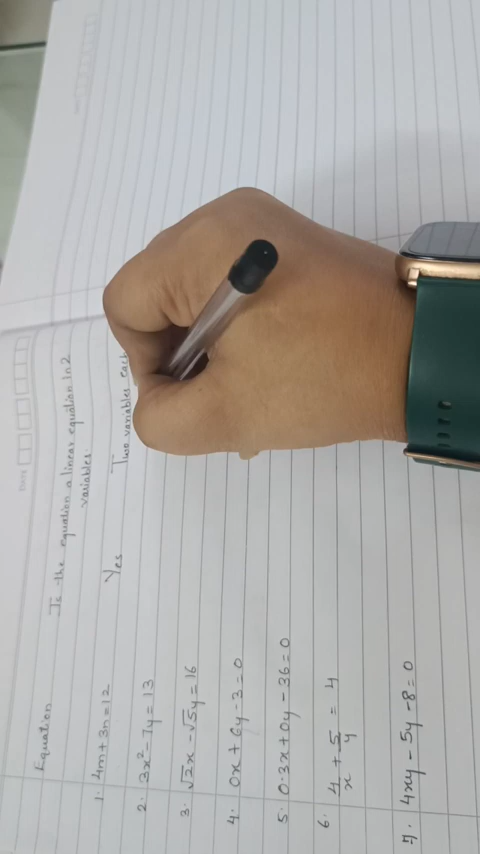 DATE
Equation Is the equation a linear equation in 2
variables.
1. 4m+3n=12 Yes Two variables each
2. 3x²-7y=13
3. √2x-√5y=16
4. 0x+6y-3=0
5. 0.3x+0y-36=0
6. 4/x + 5/y = 4
7. 4xy-5y-8=0